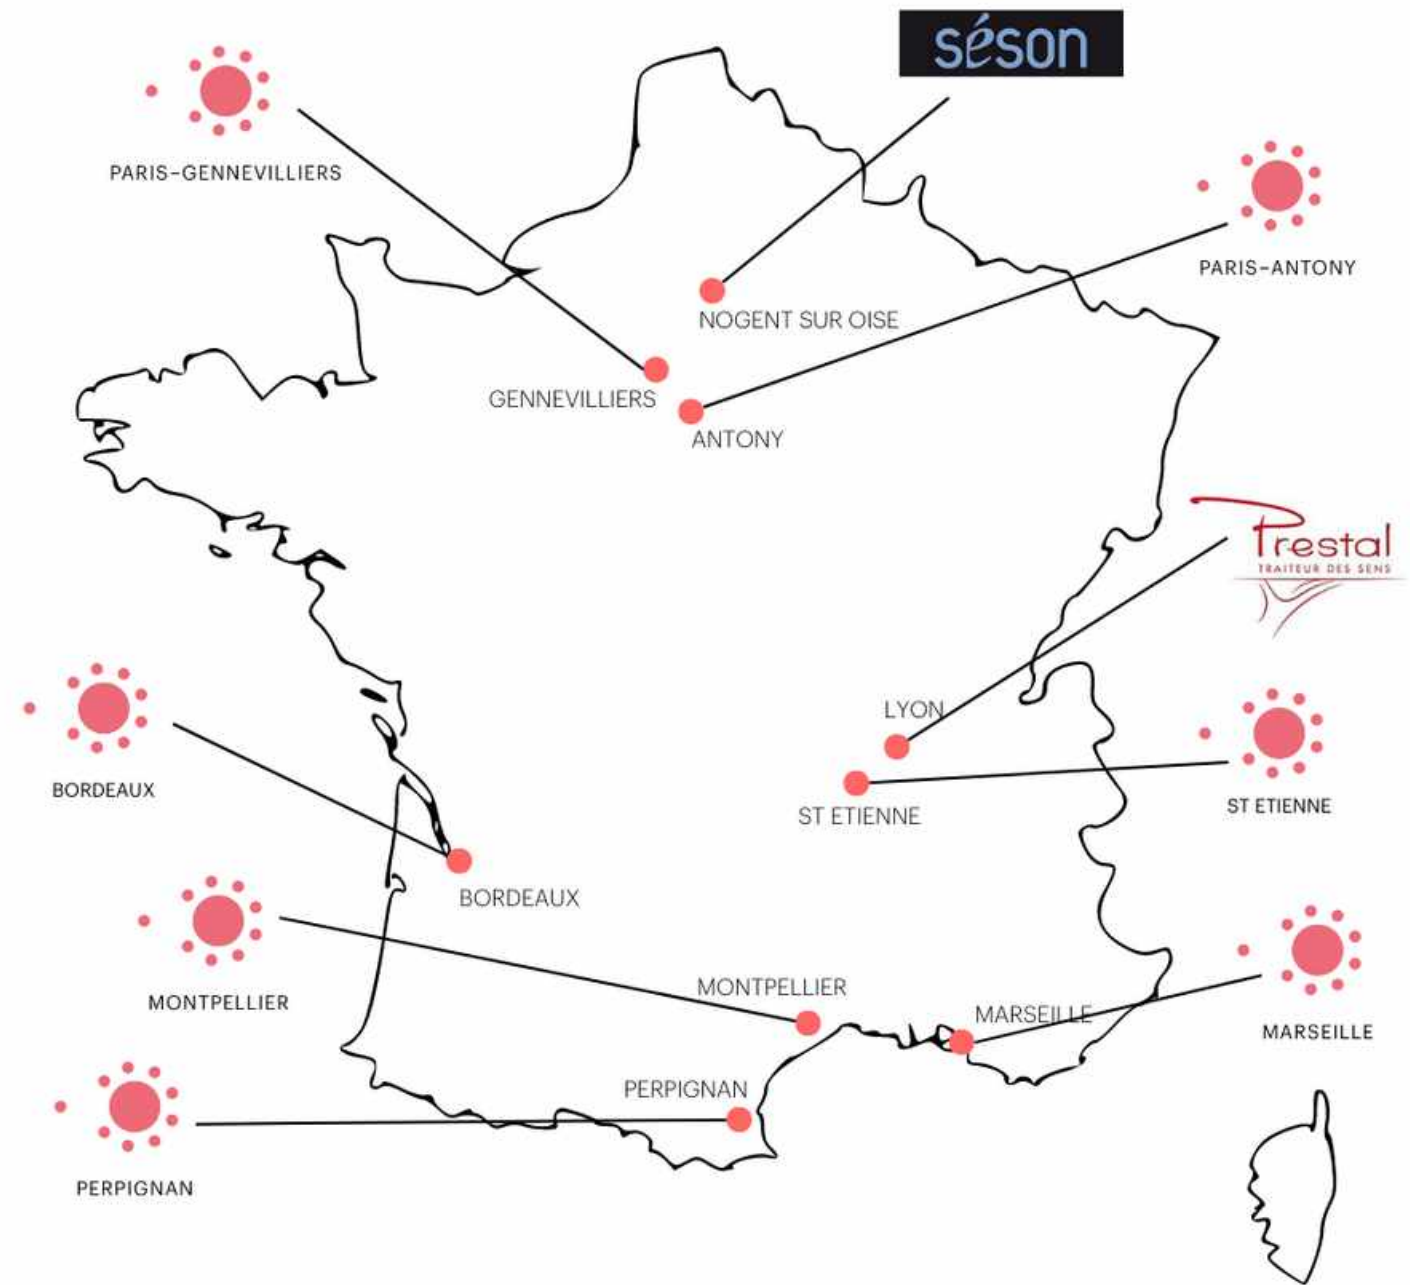 séson
PARIS-GENNEVILLIERS
PARIS-ANTONY
NOGENT SUR OISE
GENNEVILLIERS
ANTONY
Prestal
TRAITEUR DES SENS
LYON
BORDEAUX
ST ETIENNE
ST ETIENNE
BORDEAUX
MONTPELLIER
MONTPELLIER
MARSEILLE
MARSEILLE
PERPIGNAN
PERPIGNAN